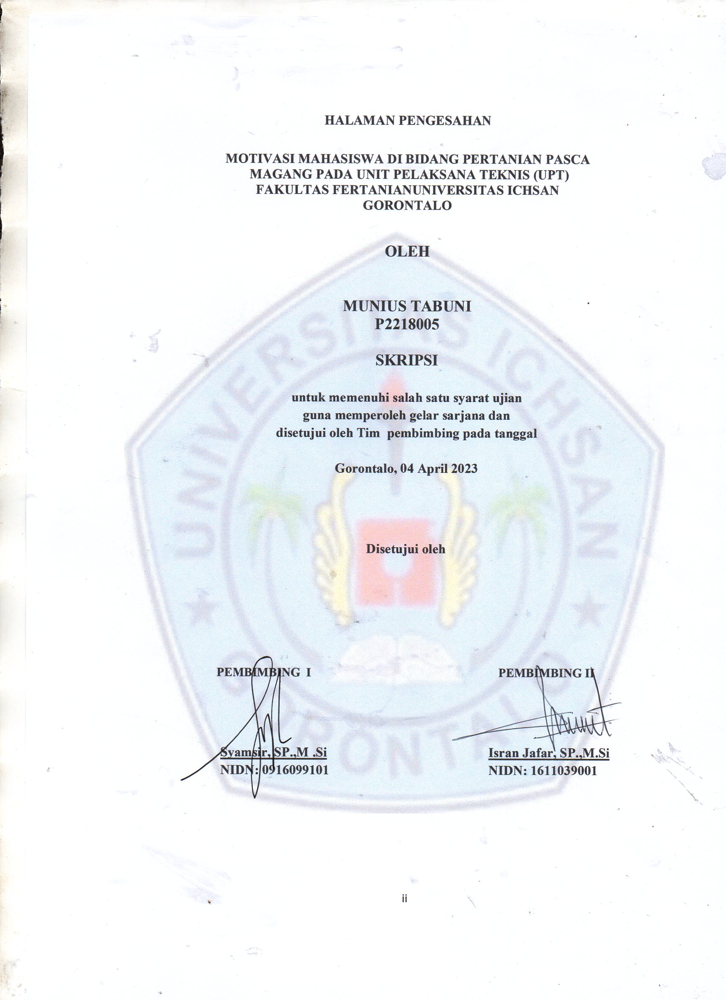 HALAMAN PENGESAHAN
MOTIVASI MAHASISWA DI BIDANG PERTANIAN PASCA
MAGANG PADA UNIT PELAKSANA TEKNIS (UPT)
FAKULTAS FERTANIANUNIVERSITAS ICHSAN
GORONTALO
OLEH
MUNIUS TABUNI
P2218005
SKRIPSI
untuk memenuhi salah satu syarat ujian
guna memperoleh gelar sarjana dan
disetujui oleh Tim  pembimbing pada tanggal
Gorontalo, 04 April 2023
Disetujui oleh
UNIVERSITAS ICHSAN
GORONTALO
PEMBIMBING  I
PEMBIMBING II
Syamsir, SP.,M .Si
Isran Jafar, SP.,M.Si
NIDN: 0916099101
NIDN: 1611039001
ii